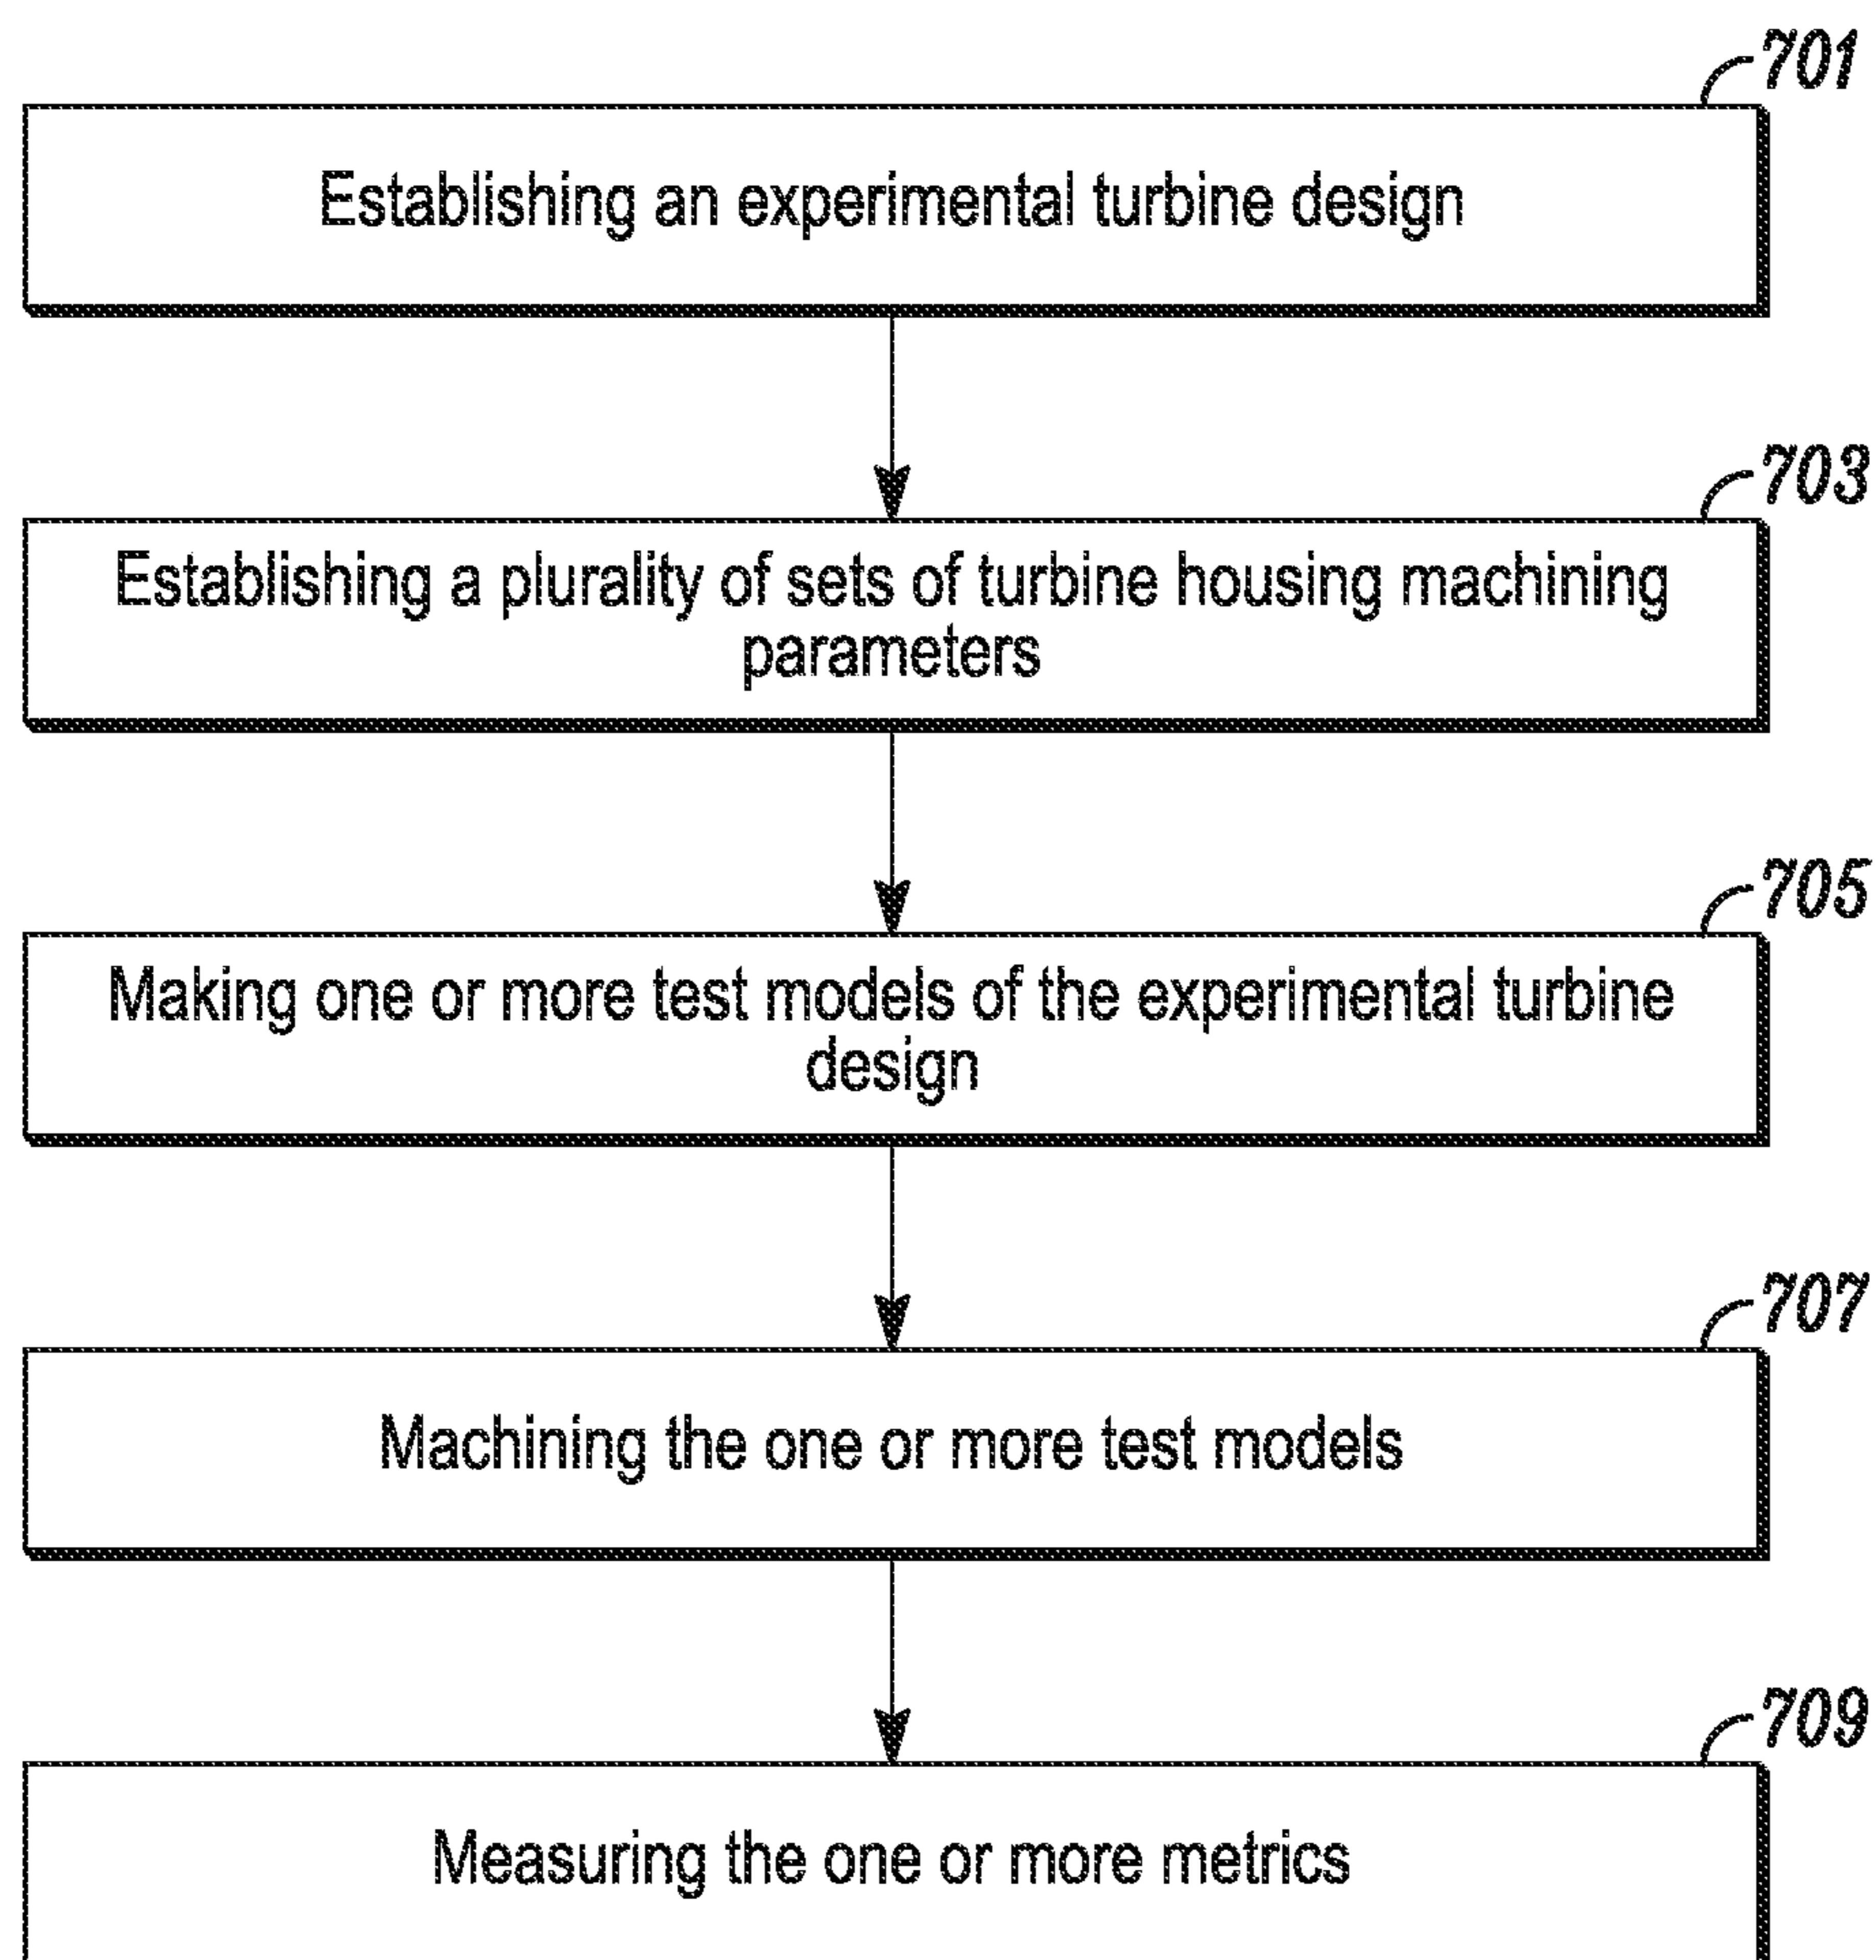 701
Establishing an experimental turbine design
703
Establishing a plurality of sets of turbine housing machining
parameters
705
Making one or more test models of the experimental turbine
design
707
Machining the one or more test models
709
Measuring the one or more metrics